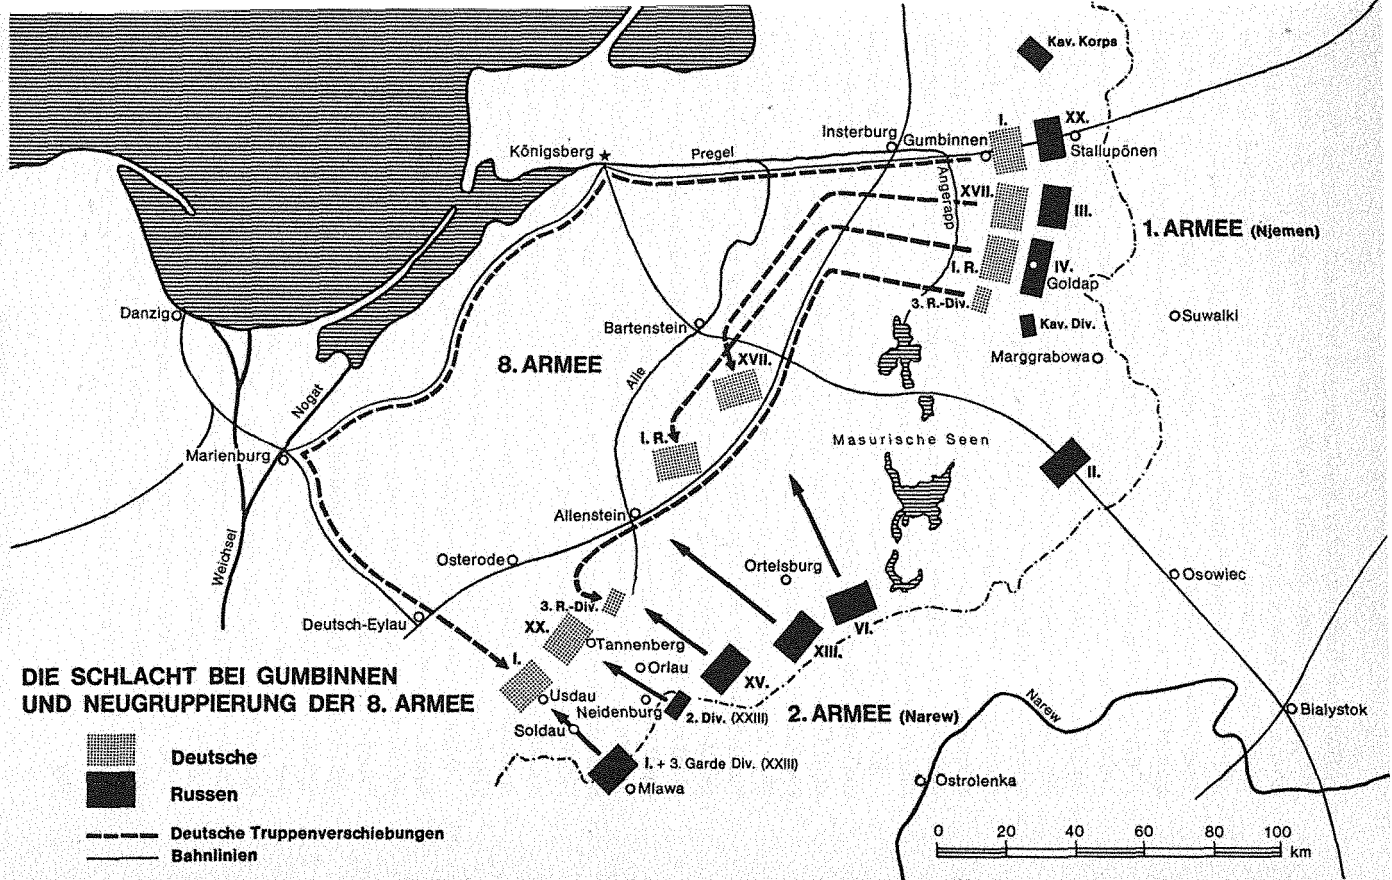 Kav. Korps
I.
XX.
Insterburg
Gumbinnen
Stallupönen
Königsberg
Pregel
Angerapp
XVII.
III.
1. ARMEE (Njemen)
I. R.
IV.
Goldap
3. R.-Div.
Danzig
Suwalki
Bartenstein
Kav. Div.
8. ARMEE
XVII.
Marggrabowa
Alle
Nogat
I. R.
Masurische Seen
Marienburg
II.
Allenstein
Weichsel
Osterode
Ortelsburg
Osowiec
3. R.-Div.
Deutsch-Eylau
XX.
VI.
Tannenberg
XIII.
I.
Orlau
XV.
DIE SCHLACHT BEI GUMBINNEN
UND NEUGRUPPIERUNG DER 8. ARMEE
Usdau
Neidenburg
2. Div. (XXIII)
2. ARMEE (Narew)
Narew
Bialystok
Soldau
I. + 3. Garde Div. (XXIII)
Mlawa
Ostrolenka
Deutsche
Russen
Deutsche Truppenverschiebungen
Bahnlinien
0 20 40 60 80 100
km